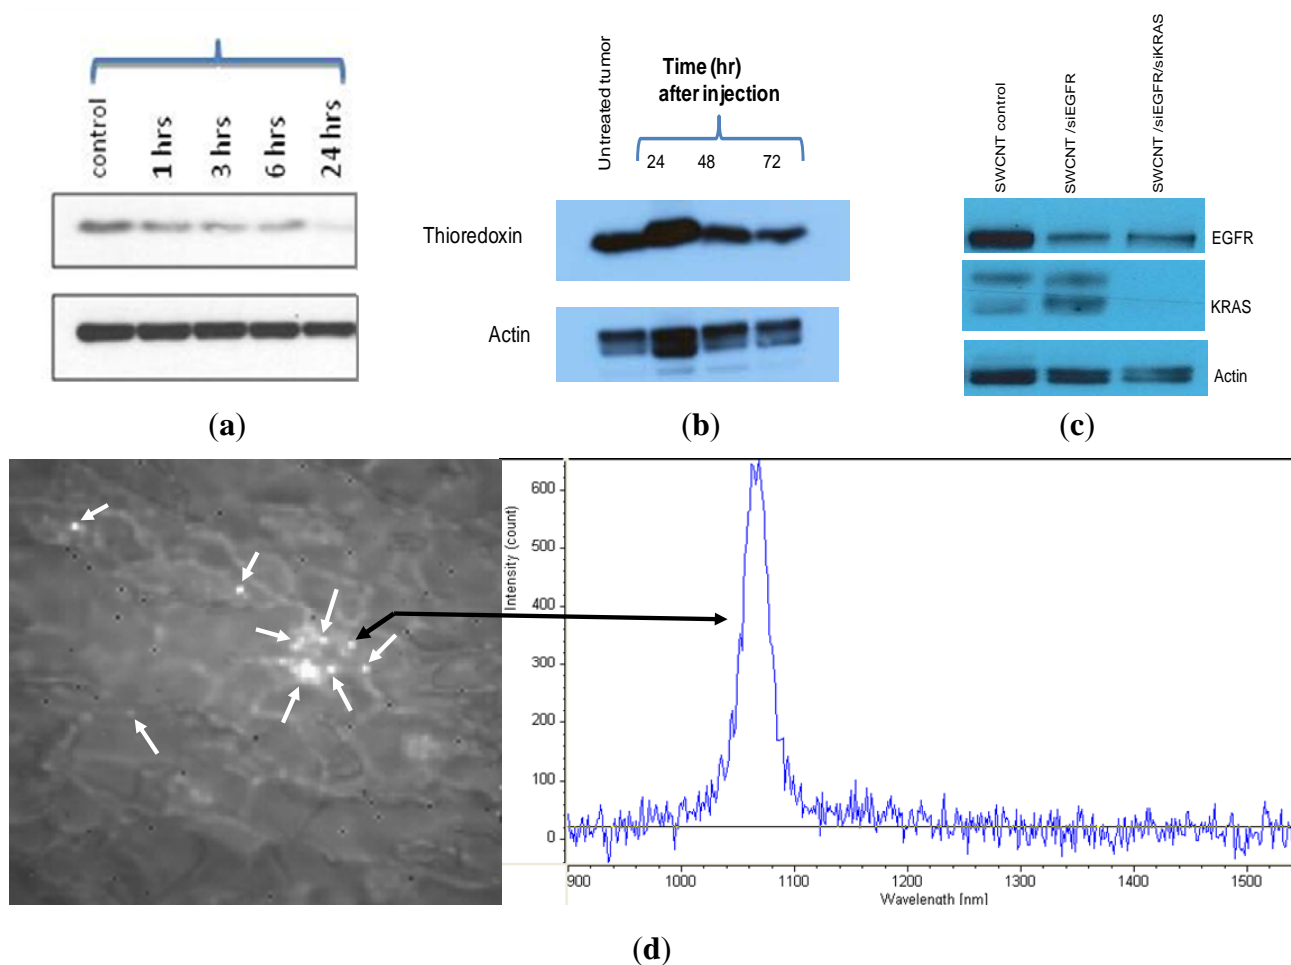 control
1 hrs
3 hrs
6 hrs
24 hrs
(a)
Untreated tumor
Time (hr)
after injection
24 48 72
Thioredoxin
Actin
(b)
SWCNT control
SWCNT /siEGFR
SWCNT /siEGFR/siKRAS
EGFR
KRAS
Actin
(c)
Intensity (count)
600
500
400
300
200
100
0
900 1000 1100 1200 1300 1400 1500
Wavelength [nm]
(d)